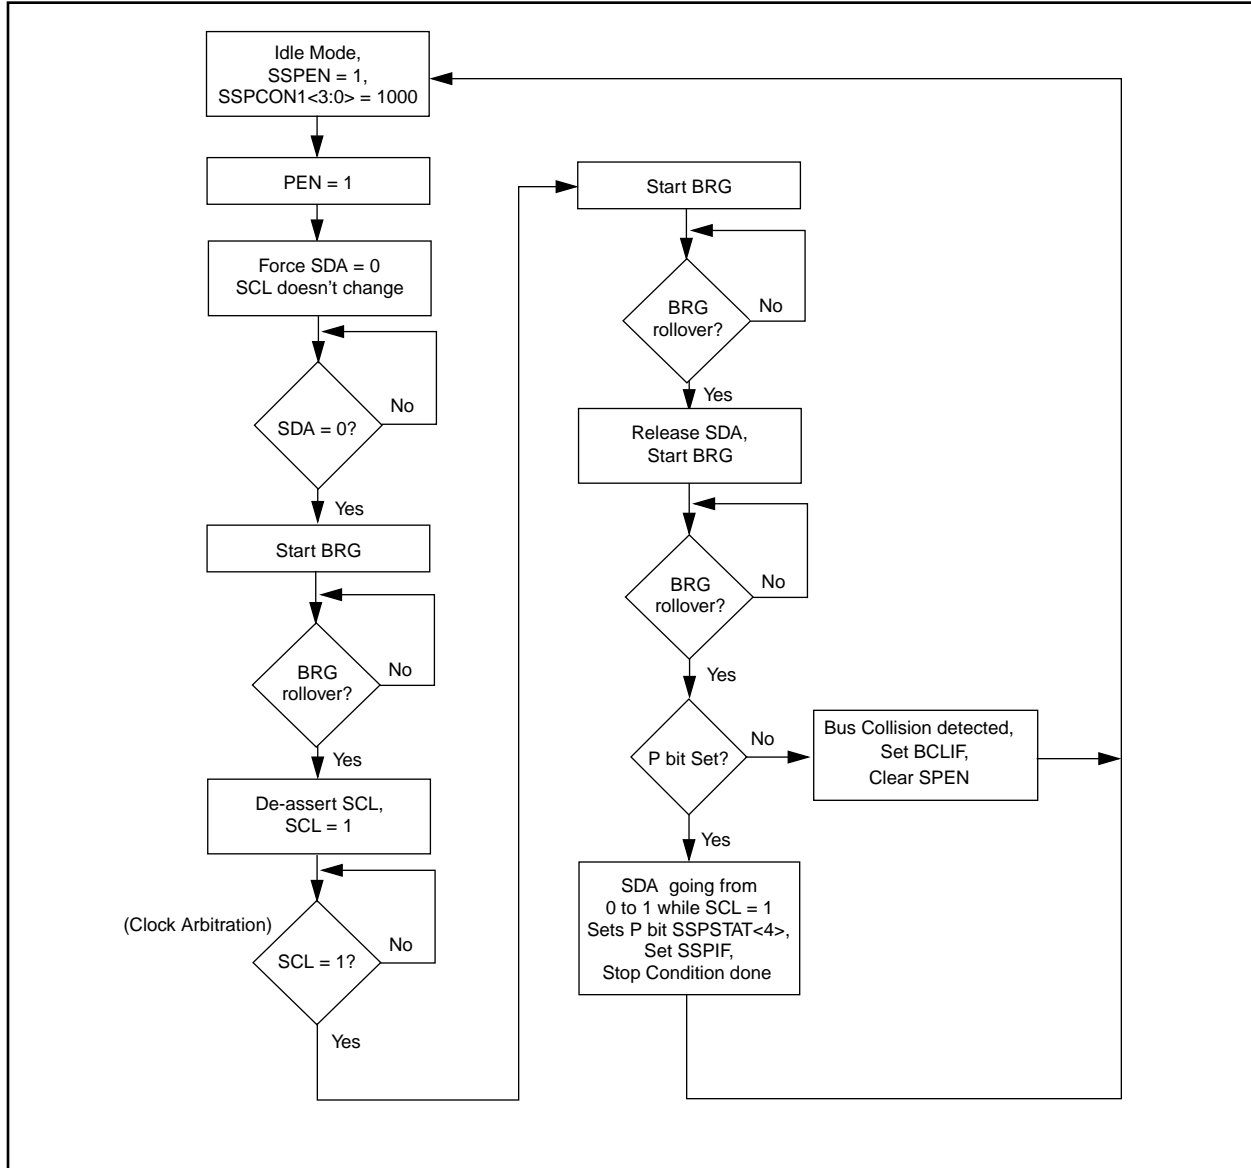 Idle Mode,
SSPEN = 1,
SSPCON1<3:0> = 1000
PEN = 1
Force SDA = 0
SCL doesn't change
No
SDA = 0?
Yes
Start BRG
No
BRG
rollover?
Yes
De-assert SCL,
SCL = 1
(Clock Arbitration)
No
SCL = 1?
Yes
Start BRG
BRG
rollover?
No
Yes
Release SDA,
Start BRG
BRG
rollover?
No
Yes
P bit Set?
No
Bus Collision detected,
Set BCLIF,
Clear SPEN
Yes
SDA going from
0 to 1 while SCL = 1
Sets P bit SSPSTAT<4>,
Set SSPIF,
Stop Condition done